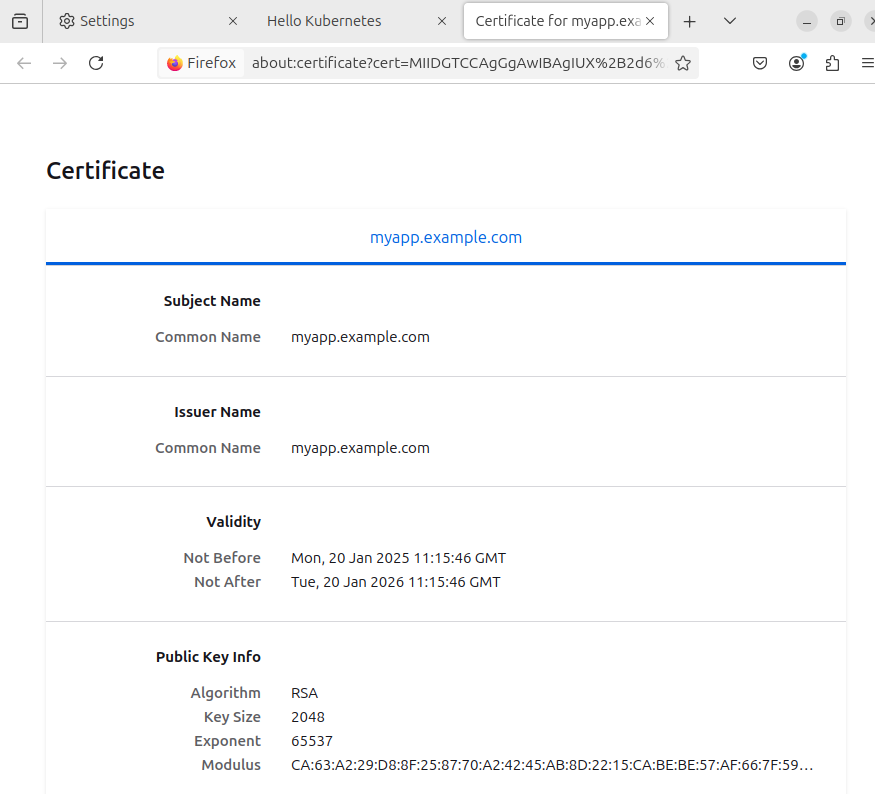 Settings
Hello Kubernetes
Certificate for myapp.exa
Firefox
about:certificate?cert=MIIDGTCCAgGgAwIBAgIUX%2B2d6%
Certificate
myapp.example.com
Subject Name
Common Name myapp.example.com
Issuer Name
Common Name myapp.example.com
Validity
Not Before Mon, 20 Jan 2025 11:15:46 GMT
Not After Tue, 20 Jan 2026 11:15:46 GMT
Public Key Info
Algorithm RSA
Key Size 2048
Exponent 65537
Modulus CA:63:A2:29:D8:8F:25:87:70:A2:42:45:AB:8D:22:15:CA:BE:BE:57:AF:66:7F:59…